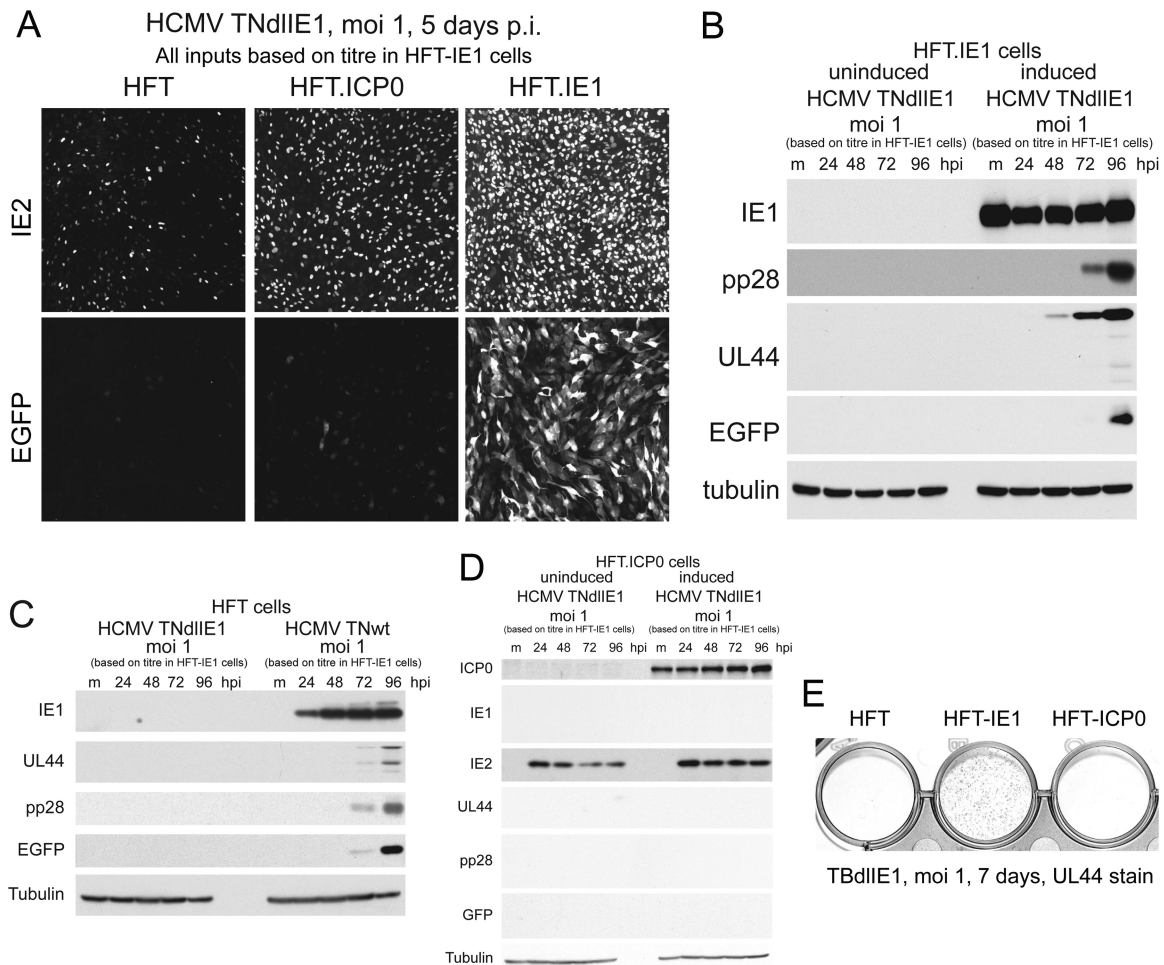 A
HCMV TNdlIE1, moi 1, 5 days p.i.
All inputs based on titre in HFT-IE1 cells
HFT HFT.ICP0 HFT.IE1
IE2
EGFP
B
HFT.IE1 cells
uninduced induced
HCMV TNdlIE1 HCMV TNdlIE1
moi 1 moi 1
(based on titre in HFT-IE1 cells) (based on titre in HFT-IE1 cells)
m 24 48 72 96 hpi m 24 48 72 96 hpi
IE1
pp28
UL44
EGFP
tubulin
C
HFT cells
HCMV TNdlIE1 HCMV TNwt
moi 1 moi 1
(based on titre in HFT-IE1 cells) (based on titre in HFT-IE1 cells)
m 24 48 72 96 hpi m 24 48 72 96 hpi
IE1
UL44
pp28
EGFP
Tubulin
D
HFT.ICP0 cells
uninduced induced
HCMV TNdlIE1 HCMV TNdlIE1
moi 1 moi 1
(based on titre in HFT-IE1 cells) (based on titre in HFT-IE1 cells)
m 24 48 72 96 hpi m 24 48 72 96 hpi
ICP0
IE1
IE2
UL44
pp28
GFP
Tubulin
E
HFT HFT-IE1 HFT-ICP0
TBdlIE1, moi 1, 7 days, UL44 stain